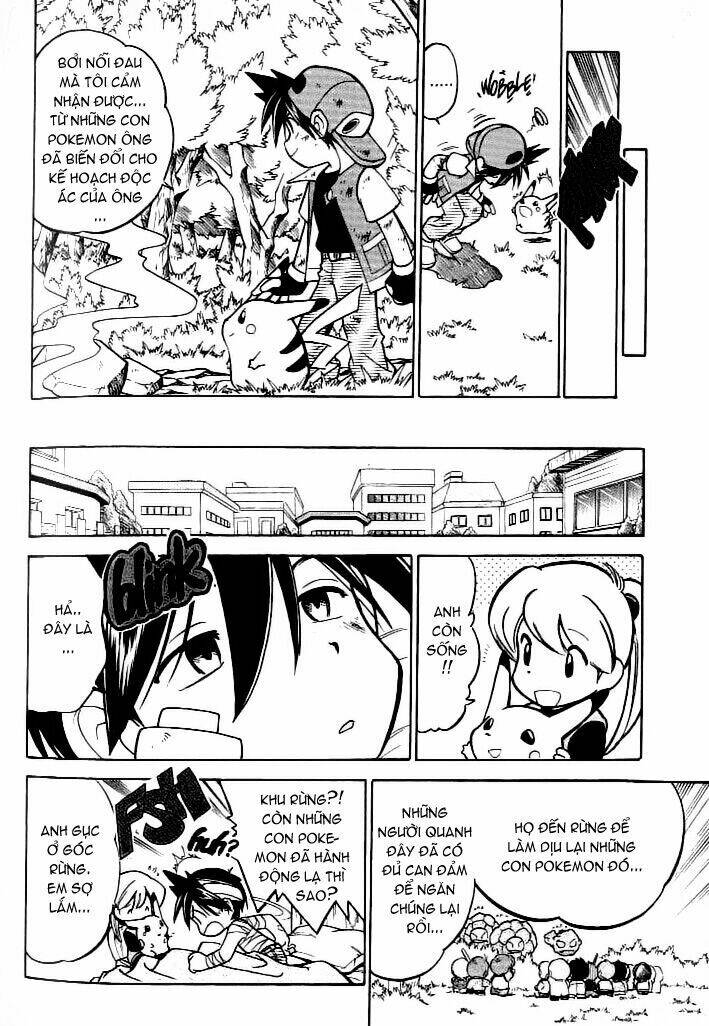 BỞI NỖI ĐAU
MÀ TÔI CẢM
NHẬN ĐƯỢC...
TỪ NHỮNG CON
POKEMON ÔNG
ĐÃ BIẾN ĐỔI CHO
KẾ HOẠCH ĐỘC
ÁC CỦA ÔNG
...
......
WOBBLE!
HẢ..
ĐÂY LÀ
...
blink
ANH
CÒN
SỐNG
!!
ANH GỤC
Ở GÓC
RỪNG.
EM SỢ
LẮM...
FSH
huh?
KHU RỪNG?!
CÒN NHỮNG
CON POKE-
MON ĐÃ HÀNH
ĐỘNG LẠ THÌ
SAO?
NHỮNG
NGƯỜI QUANH
ĐÂY ĐÃ CÓ
ĐỦ CAN ĐẢM
ĐỂ NGĂN
CHÚNG LẠI
RỒI...
HỌ ĐẾN RỪNG ĐỂ
LÀM DỊU LẠI NHỮNG
CON POKEMON ĐÓ...